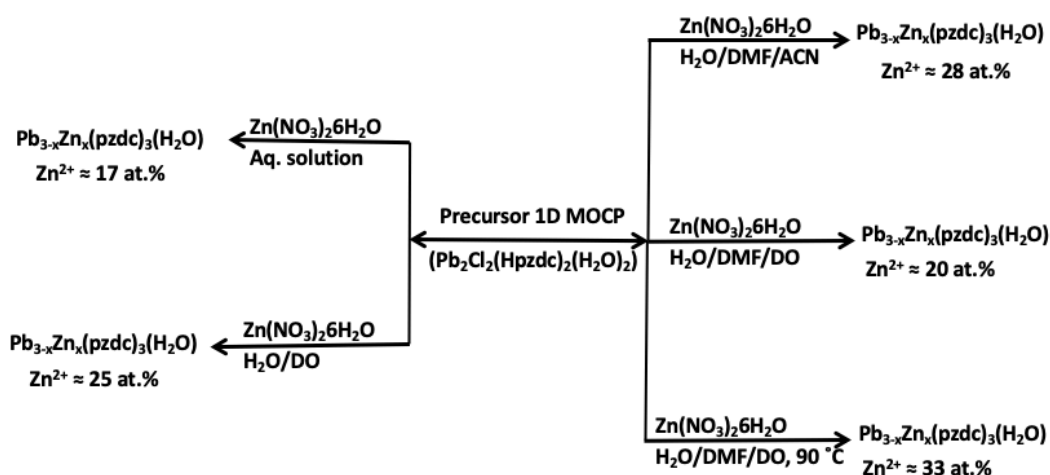 Zn(NO₃)₂6H₂O
H₂O/DMF/ACN
Pb₃₋ₓZnₓ(pzdc)₃(H₂O)
Zn²⁺ ≈ 28 at.%
Pb₃₋ₓZnₓ(pzdc)₃(H₂O)
Zn²⁺ ≈ 17 at.%
Zn(NO₃)₂6H₂O
Aq. solution
Precursor 1D MOCP
(Pb₂Cl₂(Hpzdc)₂(H₂O)₂)
Zn(NO₃)₂6H₂O
H₂O/DMF/DO
Pb₃₋ₓZnₓ(pzdc)₃(H₂O)
Zn²⁺ ≈ 20 at.%
Pb₃₋ₓZnₓ(pzdc)₃(H₂O)
Zn²⁺ ≈ 25 at.%
Zn(NO₃)₂6H₂O
H₂O/DO
Zn(NO₃)₂6H₂O
H₂O/DMF/DO, 90 ˚C
Pb₃₋ₓZnₓ(pzdc)₃(H₂O)
Zn²⁺ ≈ 33 at.%